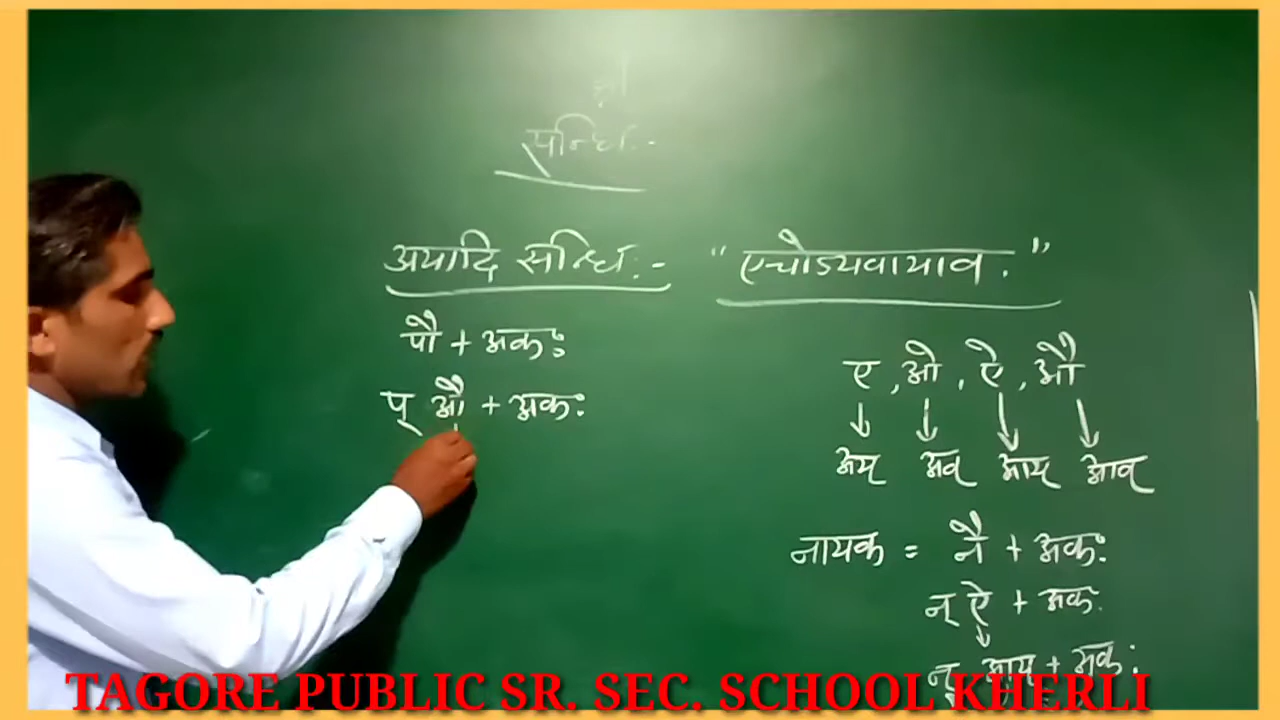 सन्धिः-
अयादि सन्धिः- "एचोऽयवायाव."
पौ + अकः
प् औ + अकः
ए, ओ, ऐ, औ
अय् अव् आय् आव्
नायक = नै + अकः
न् ऐ + अक.
न् आय् + अकः
TAGORE PUBLIC SR. SEC. SCHOOL KHERLI